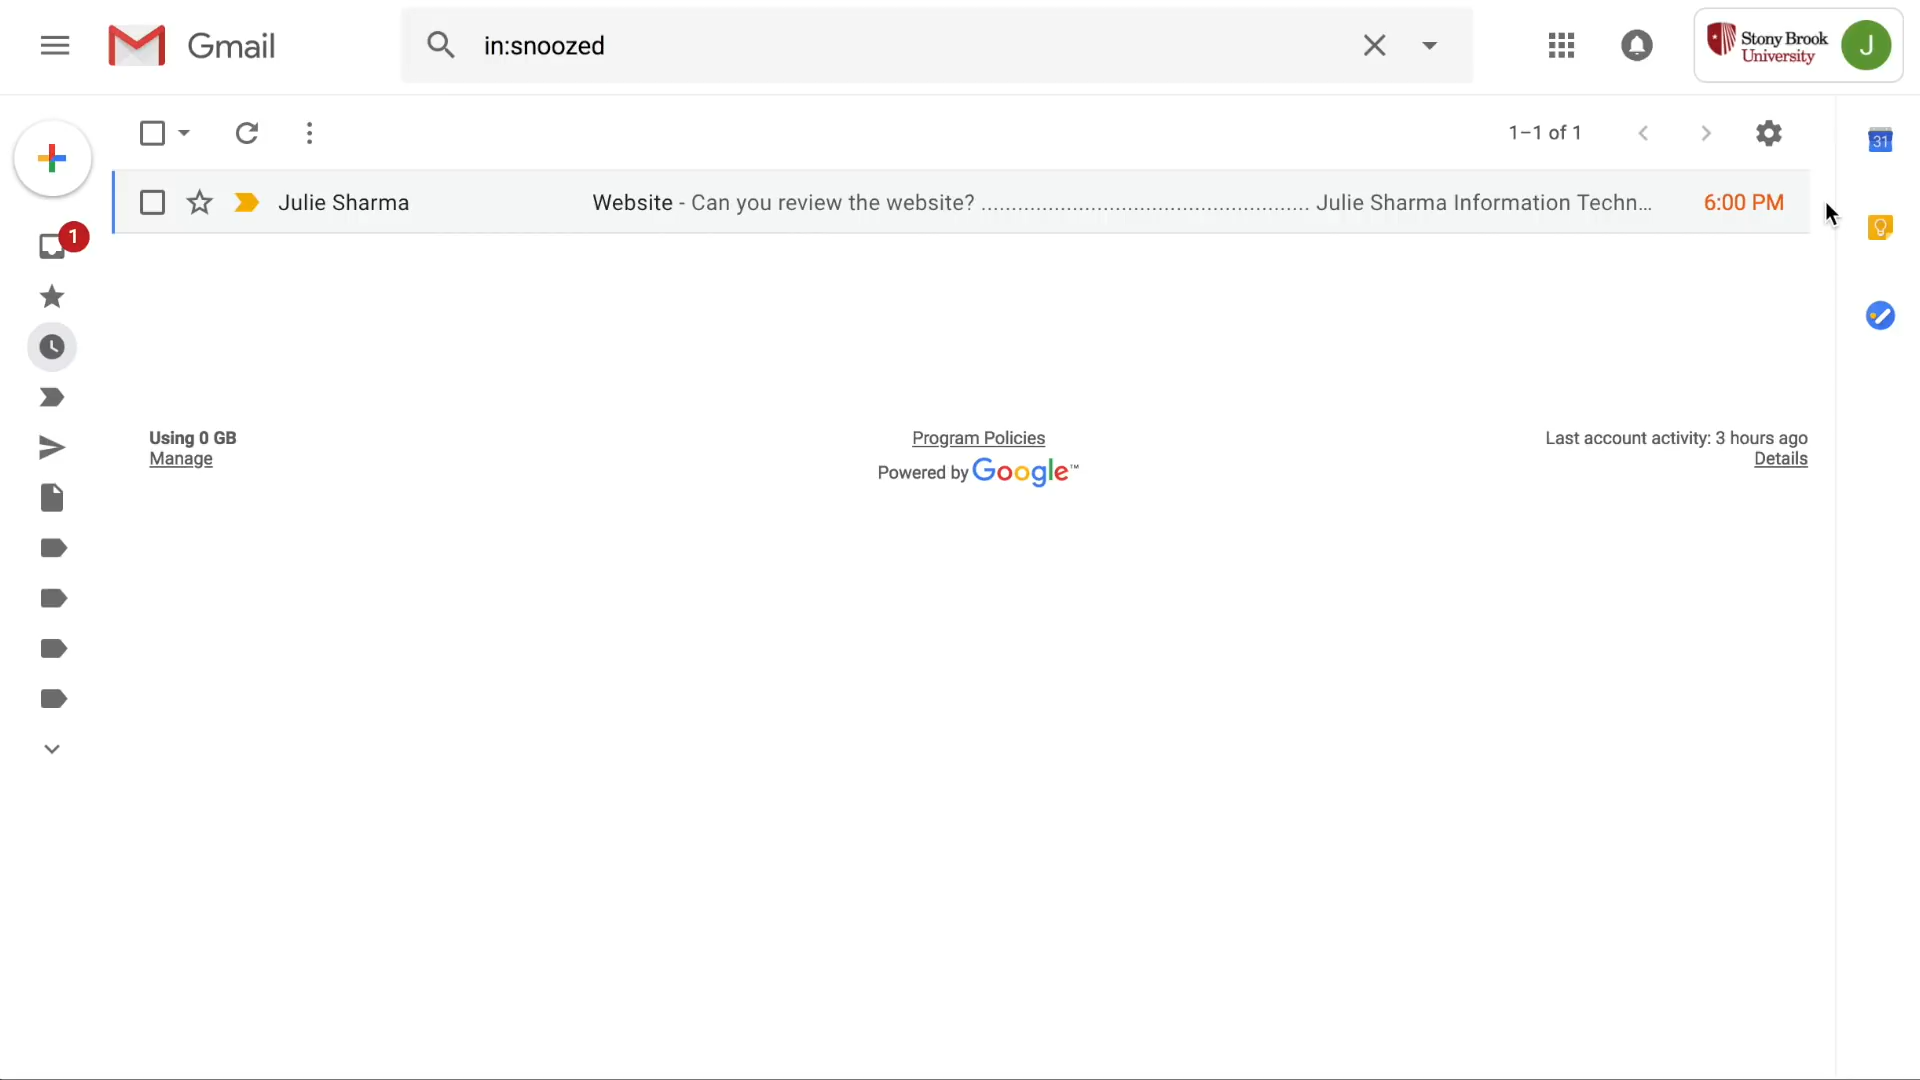 Gmail
in:snoozed
Stony Brook
University
J
1–1 of 1
31
Julie Sharma Website - Can you review the website? ...................................................... Julie Sharma Information Techn... 6:00 PM
1
Using 0 GB
Manage
Program Policies
Powered by Google™
Last account activity: 3 hours ago
Details